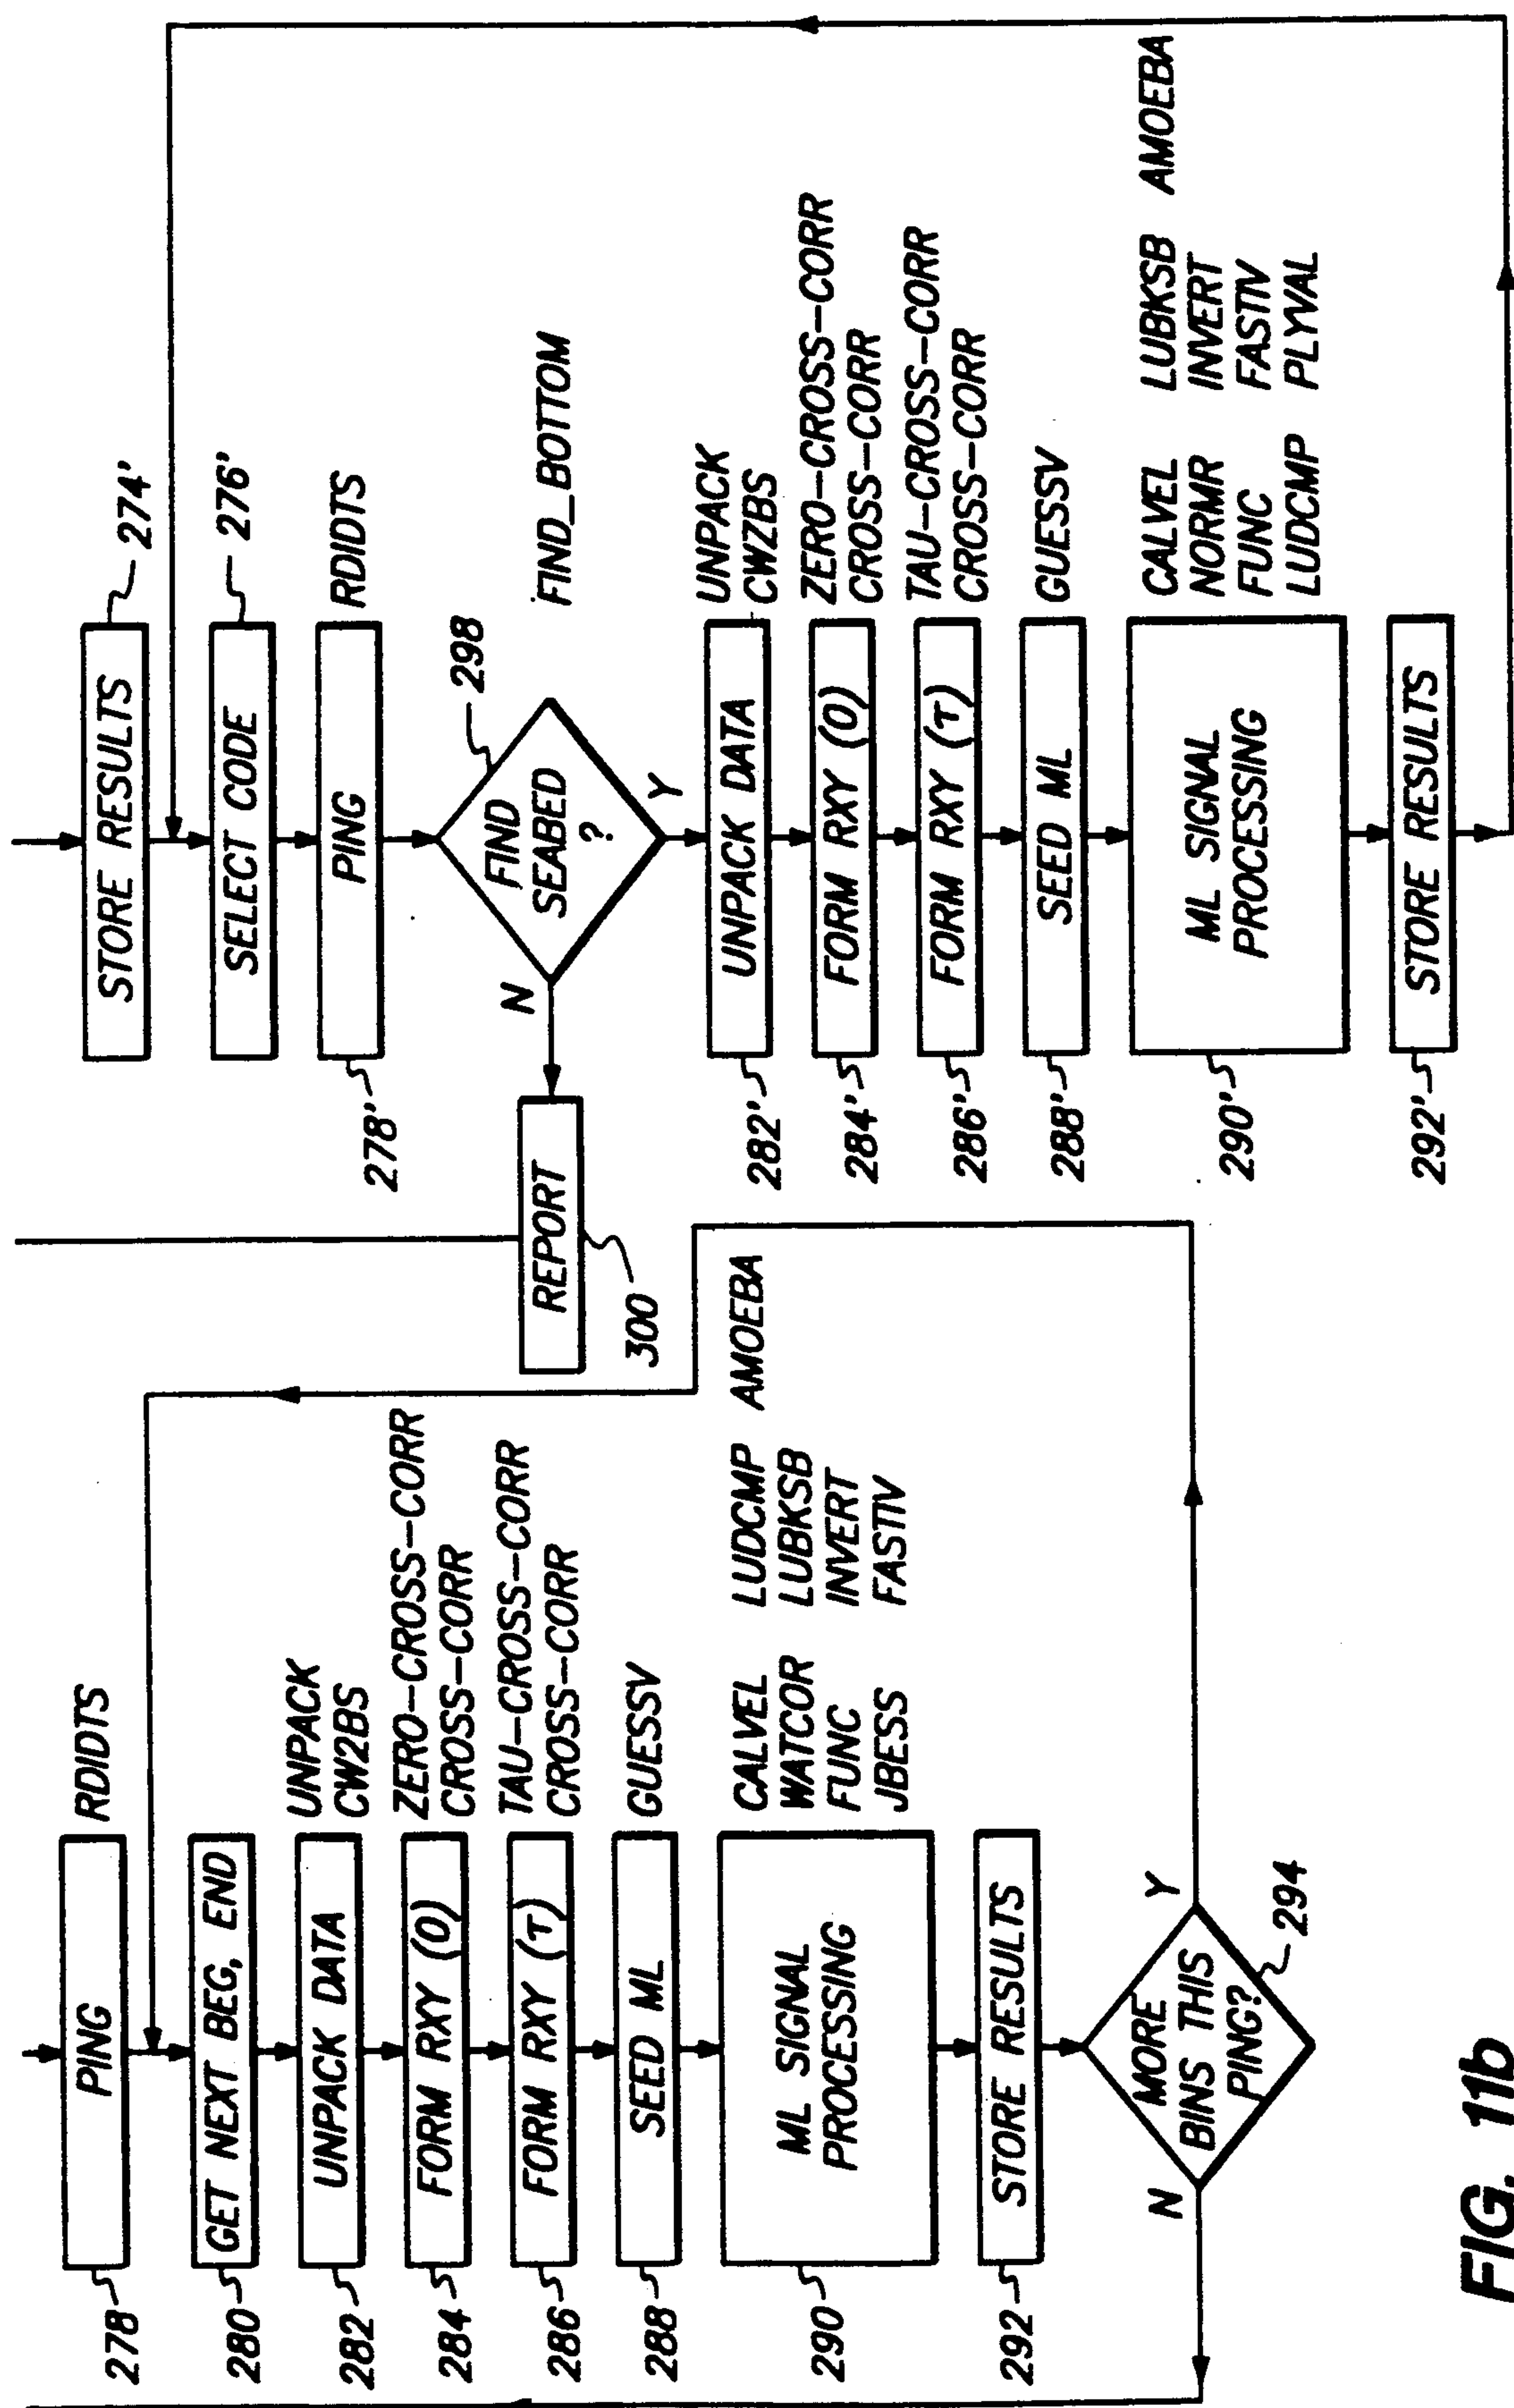 PING
278
RDIDTS
GET NEXT BEG, END
280
UNPACK DATA
282
UNPACK
CW2BS
FORM RXY (0)
284
ZERO-CROSS-CORR
CROSS-CORR
FORM RXY (τ)
286
TAU-CROSS-CORR
CROSS-CORR
SEED ML
288
GUESSV
ML SIGNAL
PROCESSING
290
CALVEL LUDCMP AMOEBA
WATCOR LUBKSB
FUNC INVERT
JBESS FASTIV
STORE RESULTS
292
MORE
BINS THIS
PING?
294
N
Y
STORE RESULTS
274'
SELECT CODE
276'
PING
278'
RDIDTS
FIND
SEABED
?
298
FIND_BOTTOM
N
Y
REPORT
300
UNPACK DATA
282'
UNPACK
CWZBS
FORM RXY (0)
284'
ZERO-CROSS-CORR
CROSS-CORR
FORM RXY (τ)
286'
TAU-CROSS-CORR
CROSS-CORR
SEED ML
288'
GUESSV
ML SIGNAL
PROCESSING
290'
CALVEL LUBKSB AMOEBA
NORMR INVERT
FUNC FASTIV
LUDCMP PLYVAL
STORE RESULTS
292'
FIG. 11b